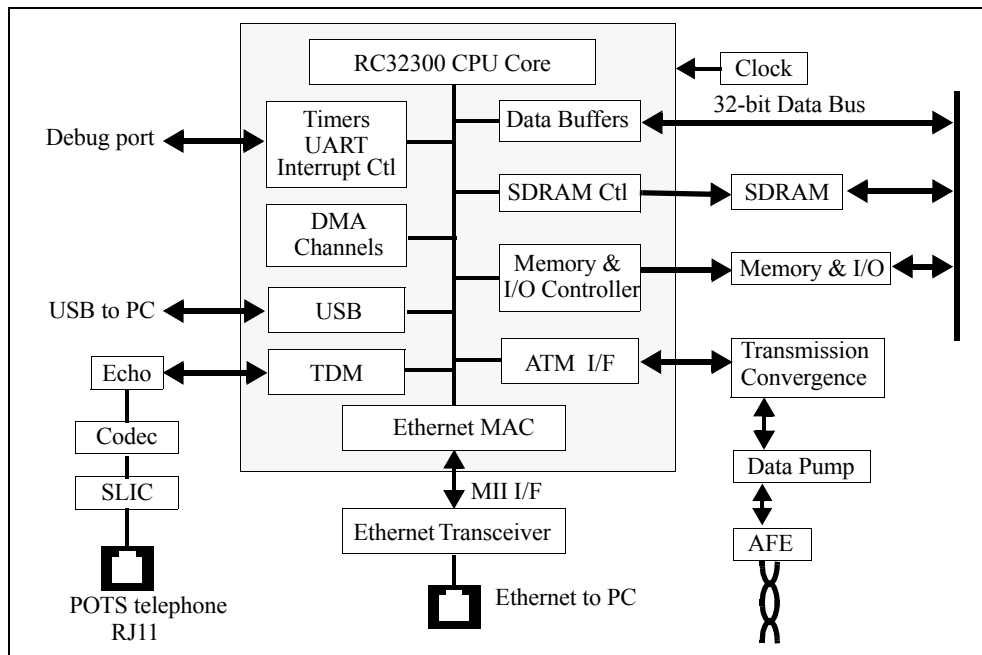 RC32300 CPU Core
Clock
32-bit Data Bus
Debug port
Timers
UART
Interrupt Ctl
Data Buffers
SDRAM Ctl
SDRAM
DMA
Channels
Memory &
I/O Controller
Memory & I/O
USB to PC
USB
Echo
TDM
ATM I/F
Transmission
Convergence
Codec
Ethernet MAC
Data Pump
SLIC
MII I/F
Ethernet Transceiver
AFE
POTS telephone
RJ11
Ethernet to PC